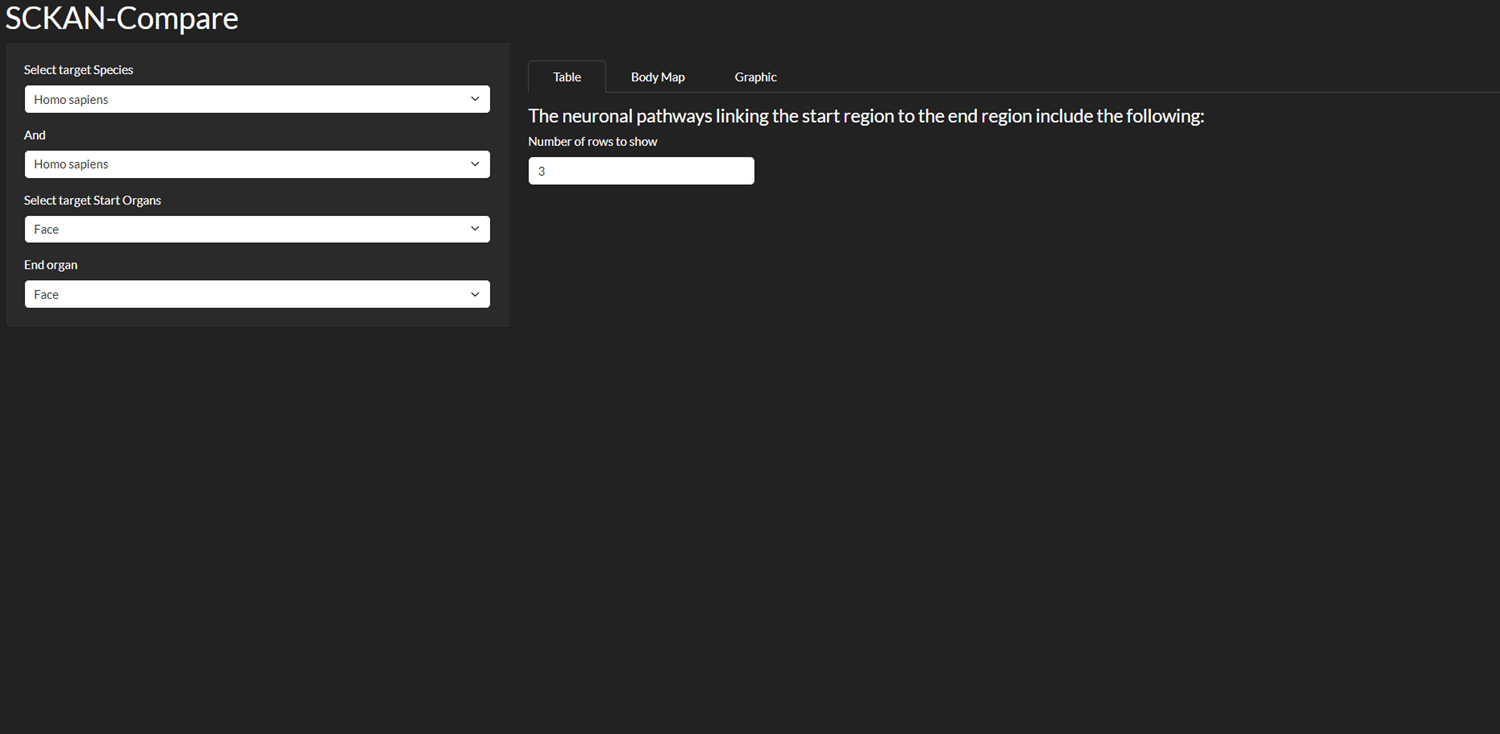 SCKAN-Compare
Select target Species
Homo sapiens
And
Homo sapiens
Select target Start Organs
Face
End organ
Face
Table Body Map Graphic
The neuronal pathways linking the start region to the end region include the following:
Number of rows to show
3